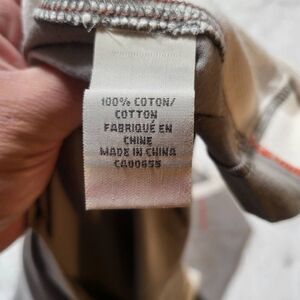 100% COTON/
COTTON
FABRIQUÉ EN
CHINE
MADE IN CHINA
CA00655